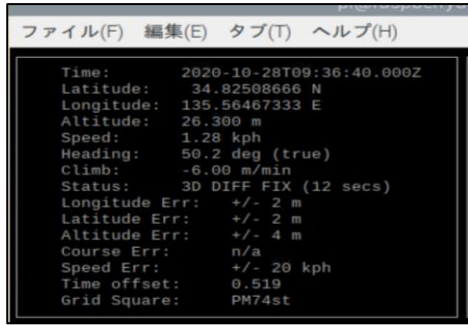 ファイル(F) 編集(E) タブ(T) ヘルプ(H)
Time: 2020-10-28T09:36:40.000Z
Latitude: 34.82508666 N
Longitude: 135.56467333 E
Altitude: 26.300 m
Speed: 1.28 kph
Heading: 50.2 deg (true)
Climb: -6.00 m/min
Status: 3D DIFF FIX (12 secs)
Longitude Err: +/- 2 m
Latitude Err: +/- 2 m
Altitude Err: +/- 4 m
Course Err: n/a
Speed Err: +/- 20 kph
Time offset: 0.519
Grid Square: PM74st